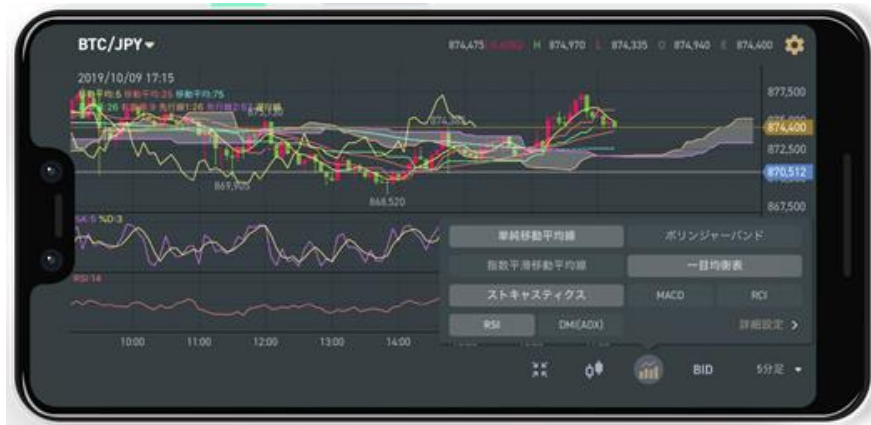 BTC/JPY
874,475 H 874,970 L 874,335 O 874,940 C 874,400
2019/10/09 17:15
移動平均:5 移動平均:25 移動平均:75
877,500
874,400
872,500
870,512
869,905
868,520
867,500
%K:5 %D:3
RSI:14
単純移動平均線 ボリンジャーバンド
指数平滑移動平均線 一目均衡表
ストキャスティクス MACD RCI
RSI DMI(ADX) 詳細設定
10:00 11:00 12:00 13:00 14:00
BID 5分足